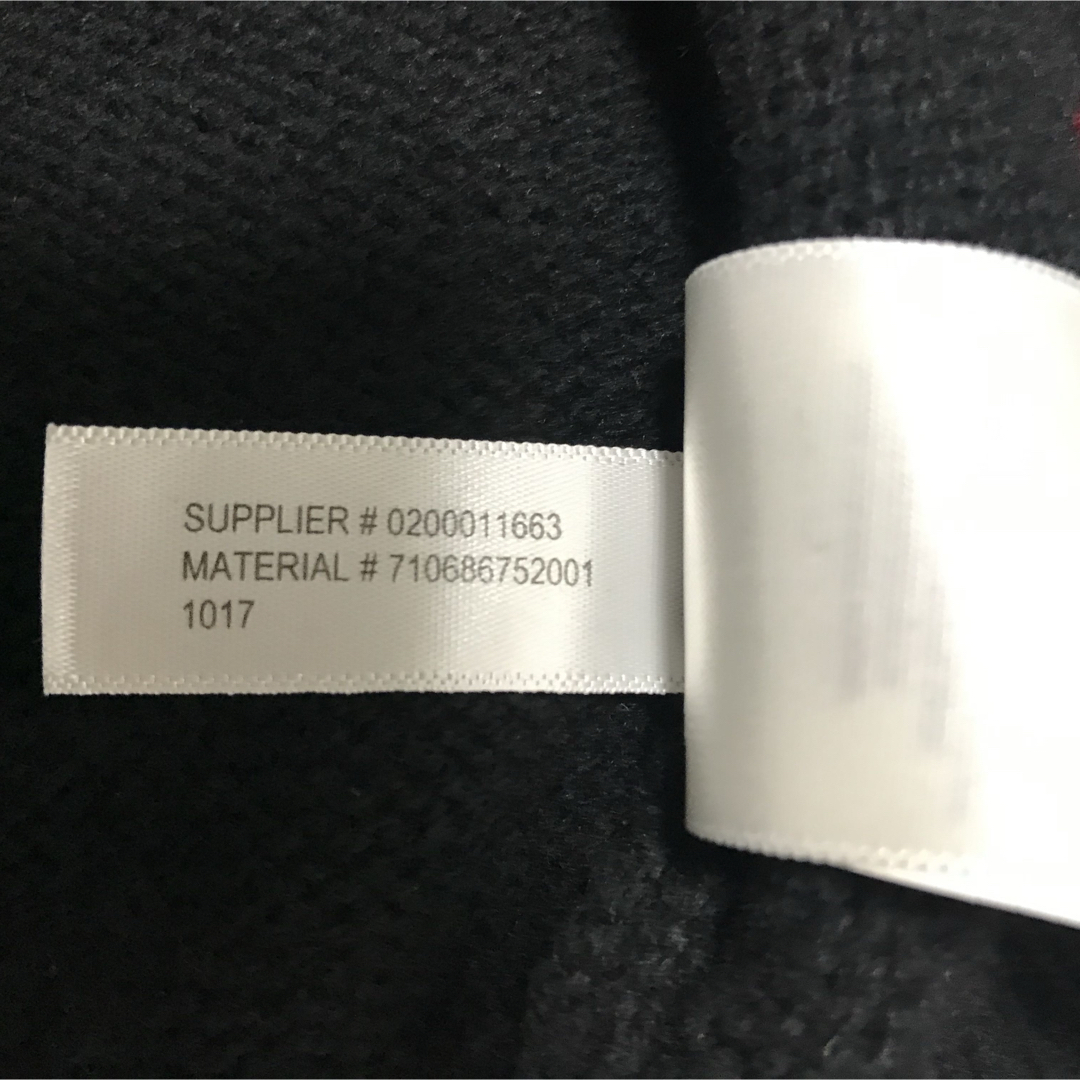 SUPPLIER # 0200011663
MATERIAL # 710686752001
1017